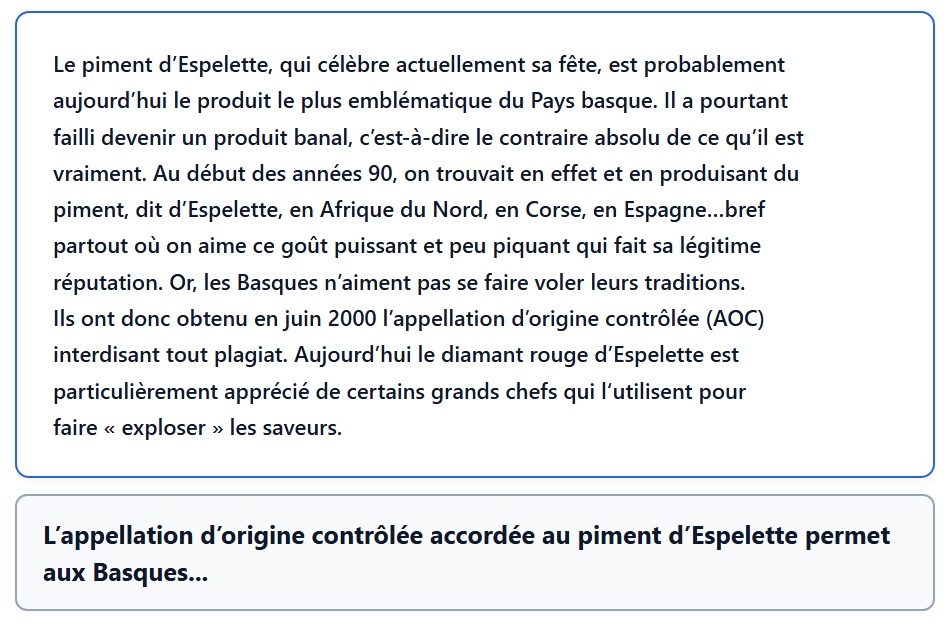 Le piment d’Espelette, qui célèbre actuellement sa fête, est probablement
aujourd’hui le produit le plus emblématique du Pays basque. Il a pourtant
failli devenir un produit banal, c’est-à-dire le contraire absolu de ce qu’il est
vraiment. Au début des années 90, on trouvait en effet et en produisant du
piment, dit d’Espelette, en Afrique du Nord, en Corse, en Espagne…bref
partout où on aime ce goût puissant et peu piquant qui fait sa légitime
réputation. Or, les Basques n’aiment pas se faire voler leurs traditions.
Ils ont donc obtenu en juin 2000 l’appellation d’origine contrôlée (AOC)
interdisant tout plagiat. Aujourd’hui le diamant rouge d’Espelette est
particulièrement apprécié de certains grands chefs qui l‘utilisent pour
faire « exploser » les saveurs.
L’appellation d’origine contrôlée accordée au piment d’Espelette permet
aux Basques…